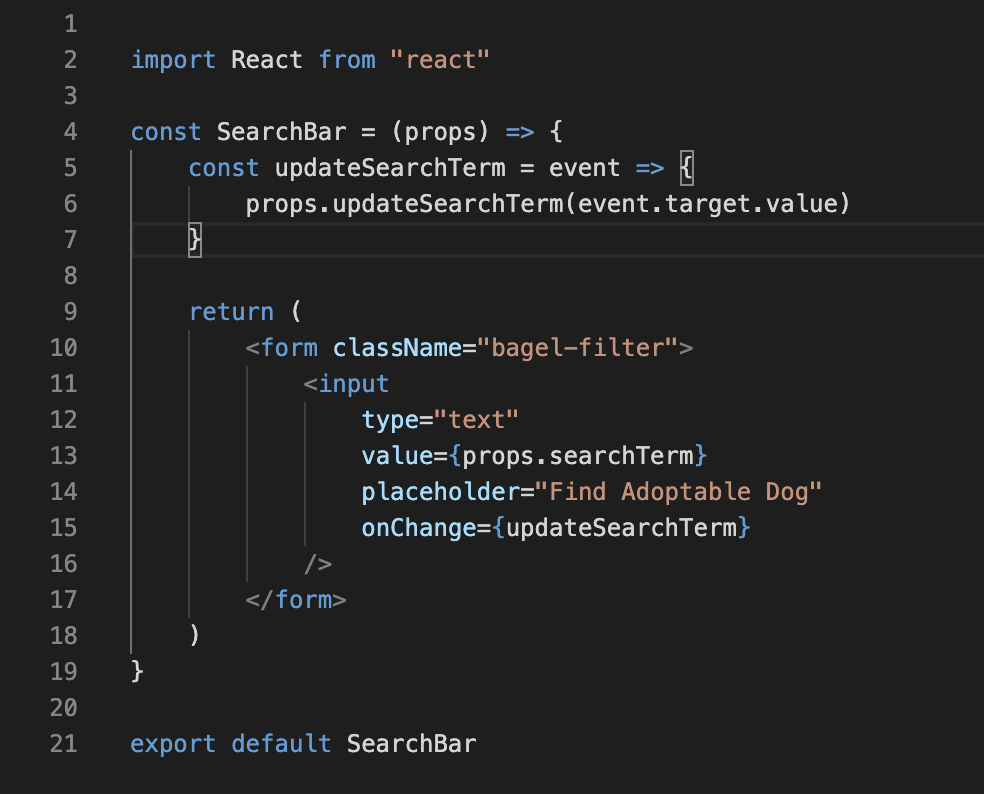 1
2 import React from "react"
3
4 const SearchBar = (props) => {
5     const updateSearchTerm = event => {
6         props.updateSearchTerm(event.target.value)
7     }
8
9     return (
10         <form className="bagel-filter">
11             <input
12                 type="text"
13                 value={props.searchTerm}
14                 placeholder="Find Adoptable Dog"
15                 onChange={updateSearchTerm}
16             />
17         </form>
18     )
19 }
20
21 export default SearchBar